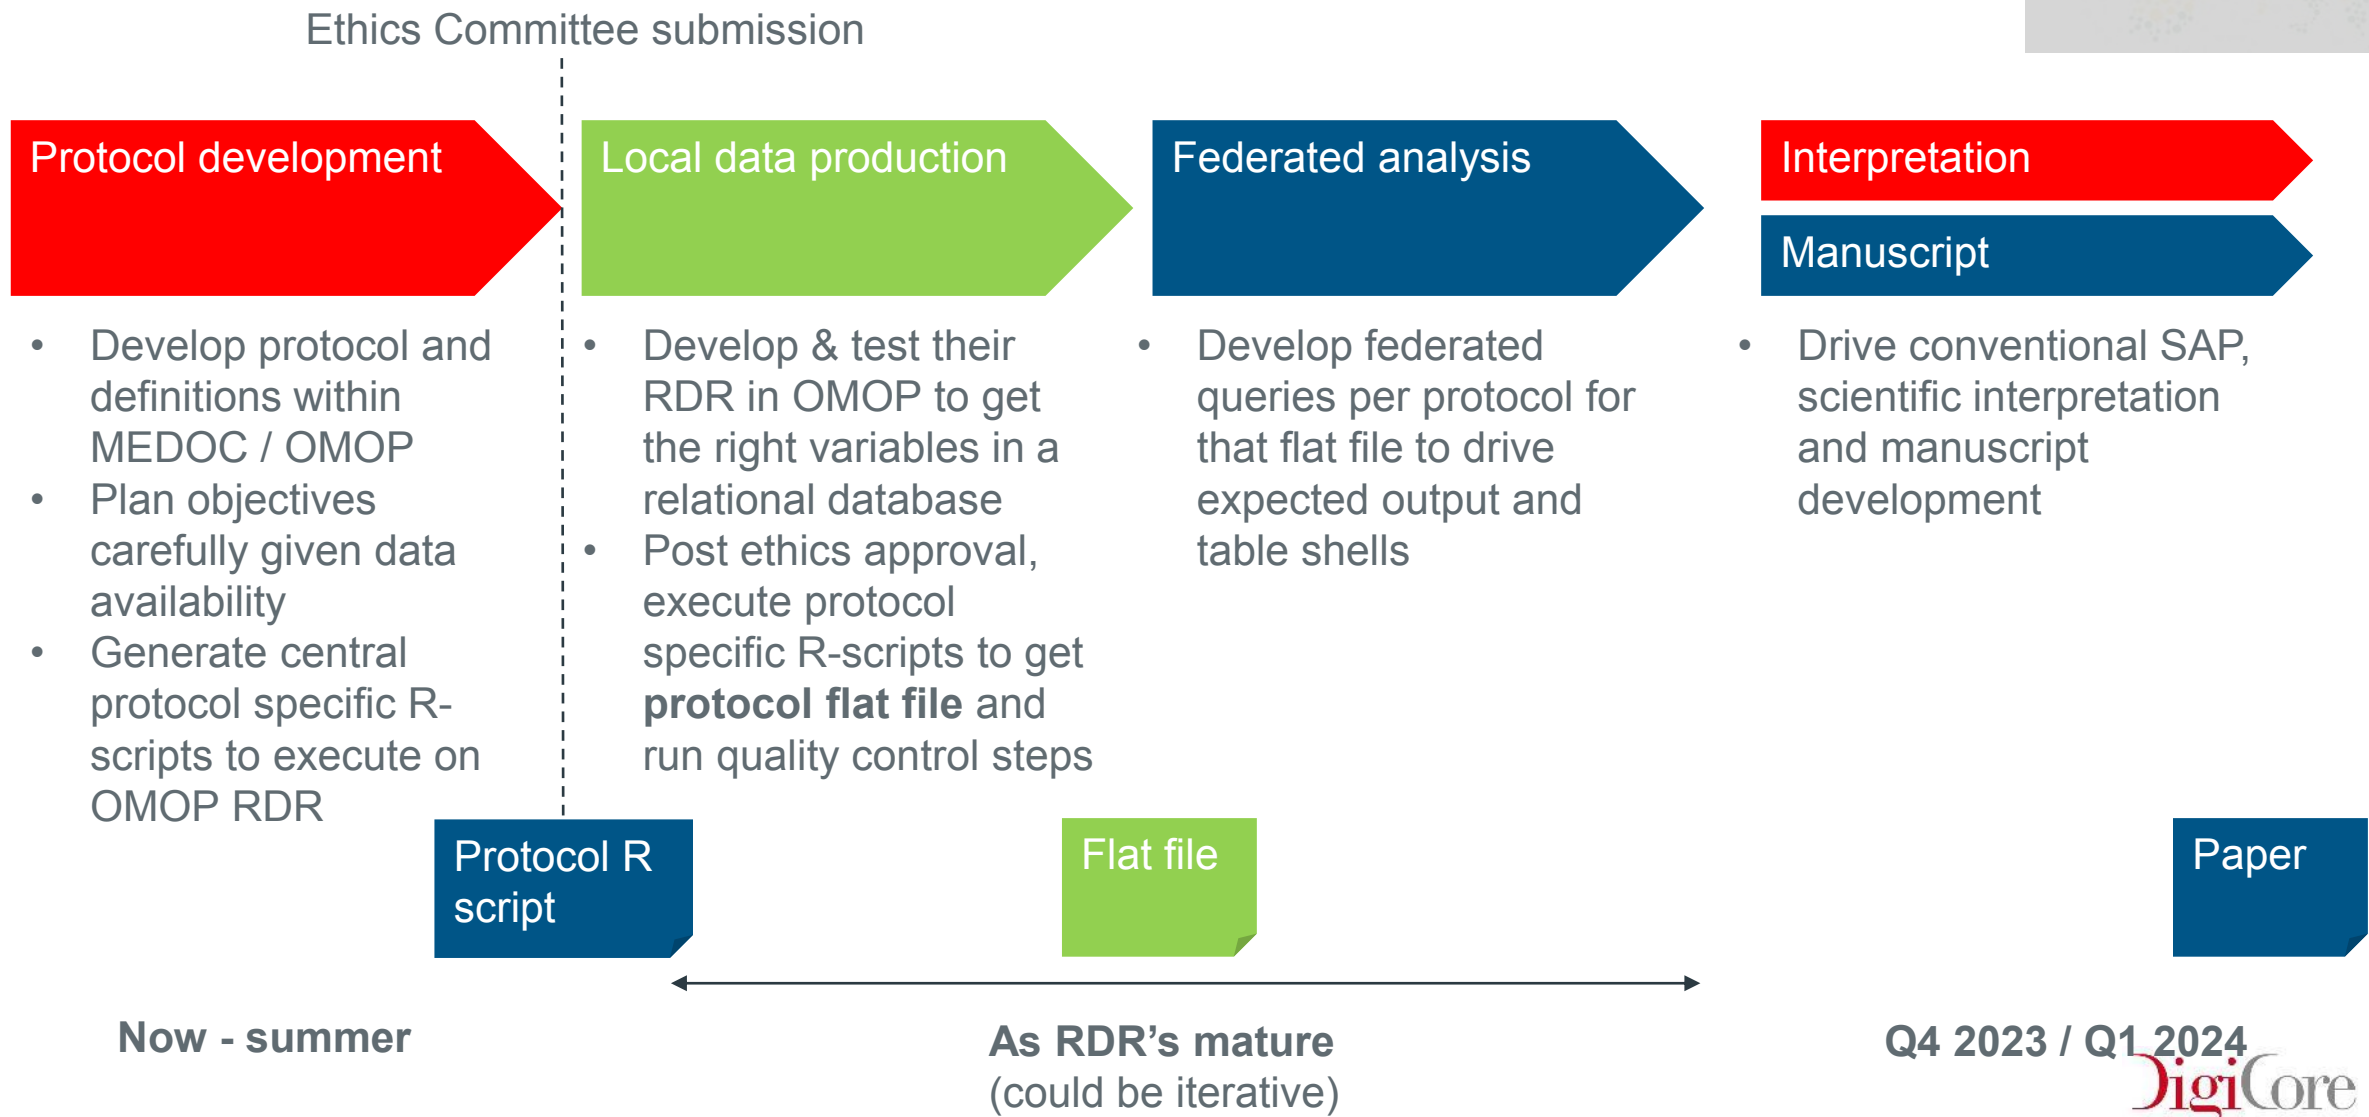 Ethics Committee submission
Protocol development
Local data production
Federated analysis
Interpretation
Manuscript
• Develop protocol and
definitions within
MEDOC / OMOP
• Plan objectives
carefully given data
availability
• Generate central
protocol specific R-
scripts to execute on
OMOP RDR
• Develop & test their
RDR in OMOP to get
the right variables in a
relational database
• Post ethics approval,
execute protocol
specific R-scripts to get
protocol flat file and
run quality control steps
• Develop federated
queries per protocol for
that flat file to drive
expected output and
table shells
• Drive conventional SAP,
scientific interpretation
and manuscript
development
Protocol R
script
Flat file
Paper
Now - summer
As RDR’s mature
(could be iterative)
Q4 2023 / Q1 2024
DigiCore